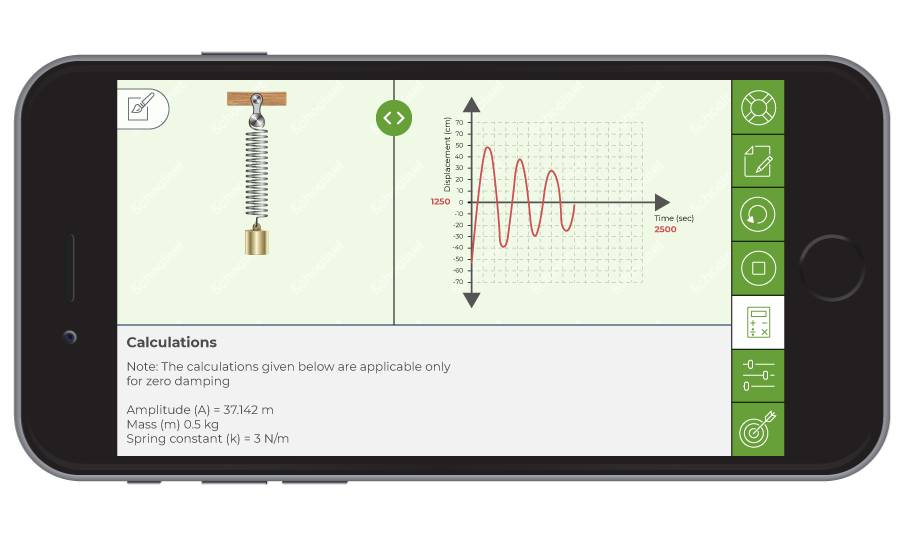 Displacement (cm)
70
70
50
40
30
20
10
1250
0
-10
-20
-30
-40
-50
-60
-70
Time (sec)
2500
Calculations
Note: The calculations given below are applicable only
for zero damping
Amplitude (A) = 37.142 m
Mass (m) 0.5 kg
Spring constant (k) = 3 N/m